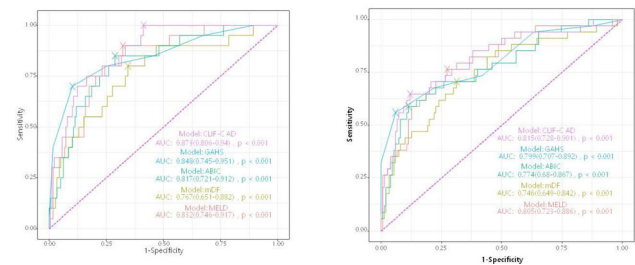 1.00
0.75
0.50
0.25
0.00
Sensitivity
Model: CLIF-C AD
AUC: 0.873(0.806-0.94) , p < 0.001
Model: GAHS
AUC: 0.848(0.745-0.951) , p < 0.001
Model: ABIC
AUC: 0.817(0.721-0.912) , p < 0.001
Model: mDF
AUC: 0.767(0.651-0.882) , p < 0.001
Model: MELD
AUC: 0.832(0.746-0.917) , p < 0.001
0.00 0.25 0.50 0.75 1.00
1-Specificity
1.00
0.75
0.50
0.25
0.00
Sensitivity
Model: CLIF-C AD
AUC: 0.815(0.728-0.901) , p < 0.001
Model: GAHS
AUC: 0.799(0.707-0.892) , p < 0.001
Model: ABIC
AUC: 0.774(0.68-0.867) , p < 0.001
Model: mDF
AUC: 0.746(0.649-0.842) , p < 0.001
Model: MELD
AUC: 0.805(0.723-0.886) , p < 0.001
0.00 0.25 0.50 0.75 1.00
1-Specificity